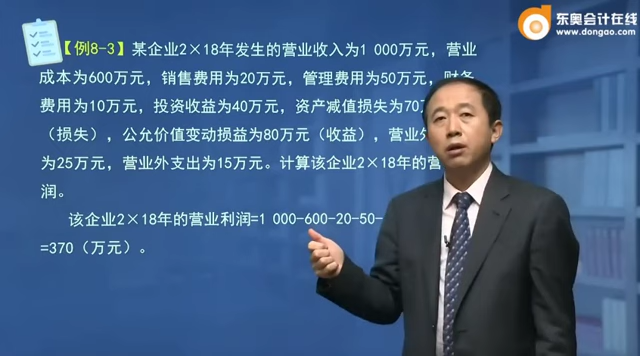 东奥会计在线
www.dongao.com
【例8-3】某企业2×18年发生的营业收入为1 000万元，营业
成本为600万元，销售费用为20万元，管理费用为50万元，财务
费用为10万元，投资收益为40万元，资产减值损失为70
（损失），公允价值变动损益为80万元（收益），营业外
为25万元，营业外支出为15万元。计算该企业2×18年的营
润。
该企业2×18年的营业利润=1 000-600-20-50-
=370（万元）。